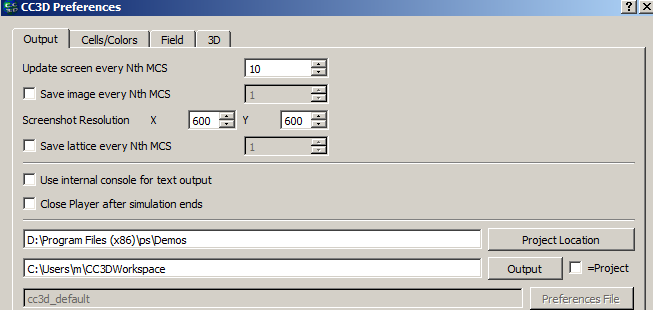 CC3D Preferences
Output Cells/Colors Field 3D
Update screen every Nth MCS 10
Save image every Nth MCS 1
Screenshot Resolution X 600 Y 600
Save lattice every Nth MCS 1
Use internal console for text output
Close Player after simulation ends
D:\Program Files (x86)\ps\Demos Project Location
C:\Users\m\CC3DWorkspace Output =Project
cc3d_default Preferences File